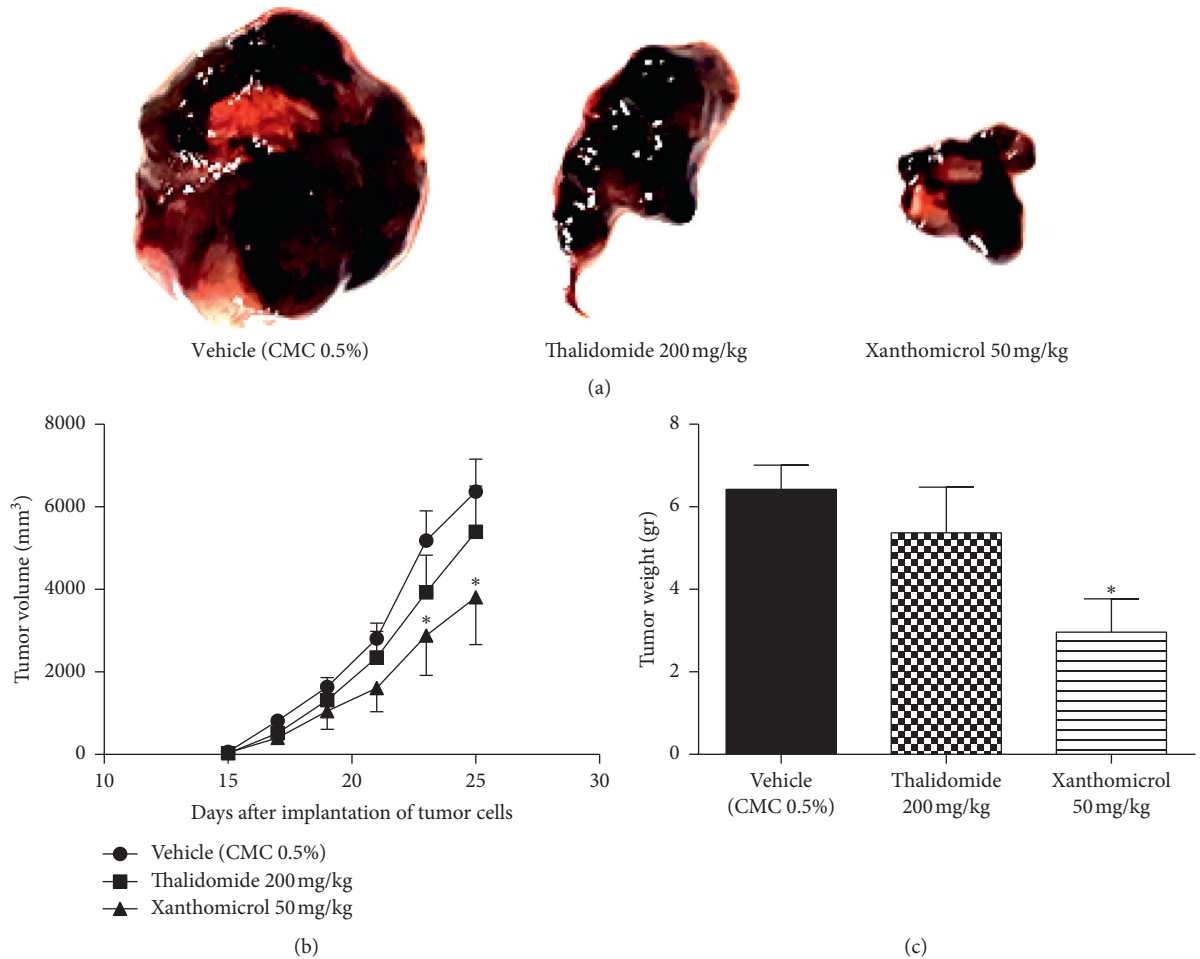 Vehicle (CMC 0.5%)
Thalidomide 200 mg/kg
Xanthomicrol 50 mg/kg
(a)
Tumor volume (mm³)
8000
6000
4000
2000
0
*
*
10
15
20
25
30
Days after implantation of tumor cells
Vehicle (CMC 0.5%)
Thalidomide 200 mg/kg
Xanthomicrol 50 mg/kg
(b)
Tumor weight (gr)
8
6
4
2
0
*
Vehicle
(CMC 0.5%)
Thalidomide
200 mg/kg
Xanthomicrol
50 mg/kg
(c)